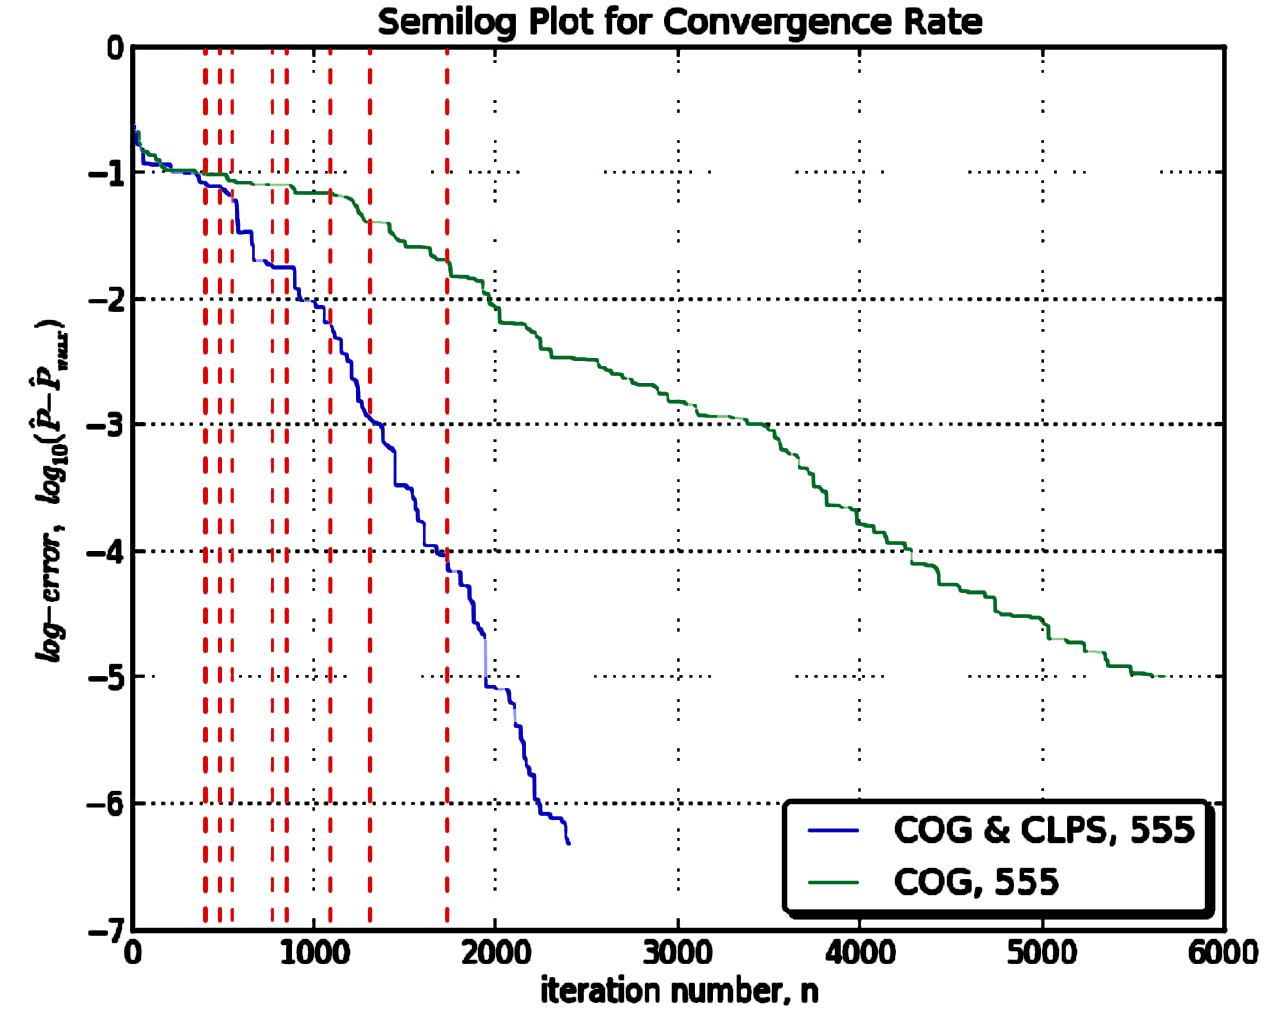 Semilog Plot for Convergence Rate
0
−1
−2
−3
−4
−5
−6
−7
log−error, log₁₀(P̂−P̂ₘₐₓ)
0 1000 2000 3000 4000 5000 6000
iteration number, n
COG & CLPS, 555
COG, 555